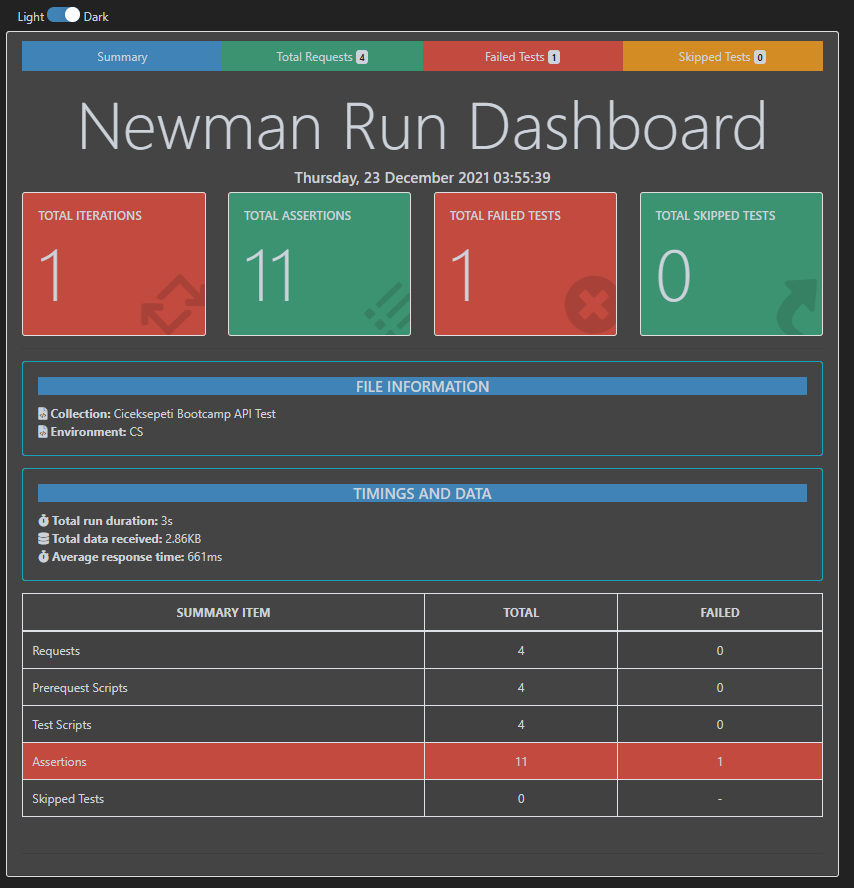 Light Dark
Summary Total Requests 4 Failed Tests 1 Skipped Tests 0
Newman Run Dashboard
Thursday, 23 December 2021 03:55:39
TOTAL ITERATIONS TOTAL ASSERTIONS TOTAL FAILED TESTS TOTAL SKIPPED TESTS
1 11 1 0
FILE INFORMATION
Collection: Ciceksepeti Bootcamp API Test
Environment: CS
TIMINGS AND DATA
Total run duration: 3s
Total data received: 2.86KB
Average response time: 661ms
SUMMARY ITEM TOTAL FAILED
Requests 4 0
Prerequest Scripts 4 0
Test Scripts 4 0
Assertions 11 1
Skipped Tests 0 -